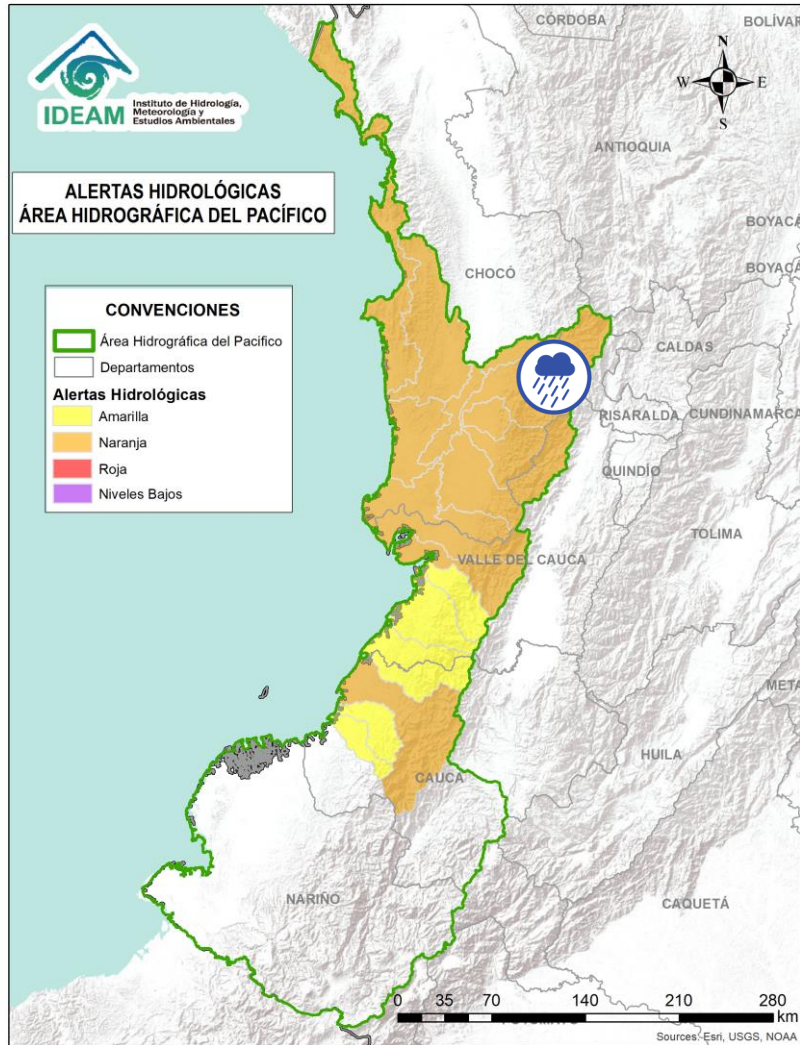 IDEAM
Instituto de Hidrología,
Meteorología y
Estudios Ambientales
ALERTAS HIDROLÓGICAS
ÁREA HIDROGRÁFICA DEL PACÍFICO
CONVENCIONES
Área Hidrográfica del Pacifico
Departamentos
Alertas Hidrológicas
Amarilla
Naranja
Roja
Niveles Bajos
N
W E
S
CÓRDOBA
BOLÍVAR
ANTIOQUIA
BOYACÁ
BOYACÁ
CHOCÓ
CALDAS
RISARALDA
CUNDINAMARCA
QUINDÍO
TOLIMA
VALLE DEL CAUCA
META
HUILA
CAUCA
NARIÑO
CAQUETÁ
0 35 70 140 210 280
km
Sources: Esri, USGS, NOAA